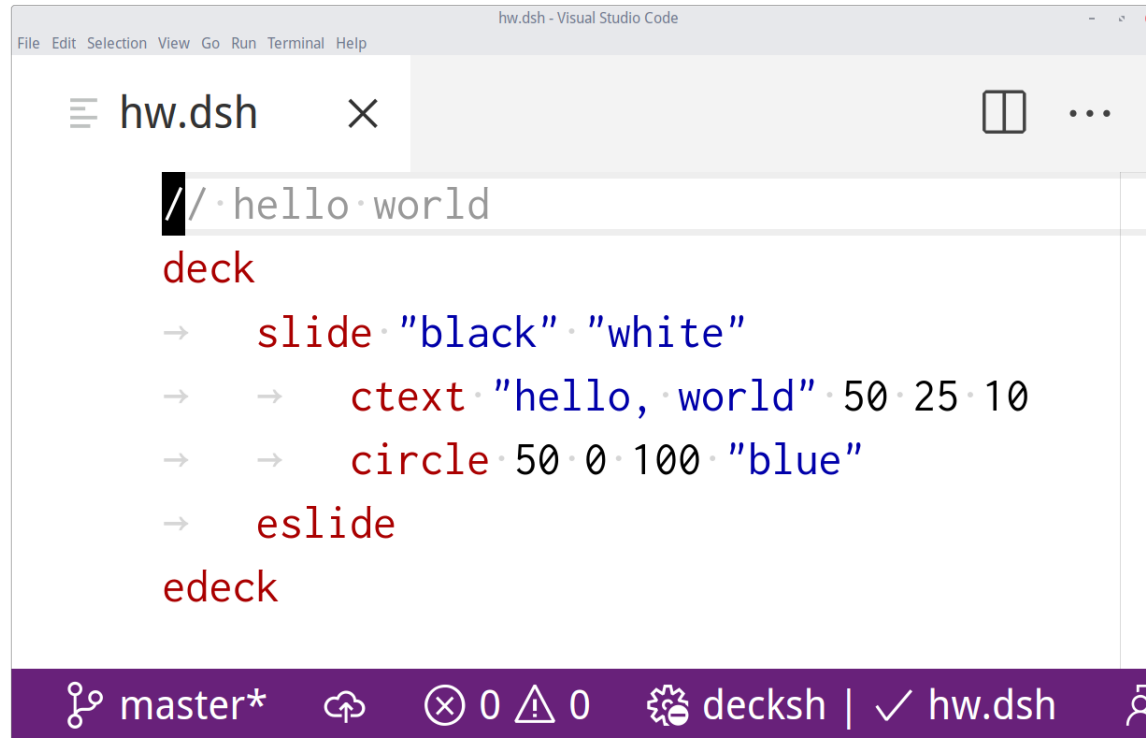 hw.dsh - Visual Studio Code
File Edit Selection View Go Run Terminal Help
hw.dsh
// hello world
deck
slide "black" "white"
ctext "hello, world" 50 25 10
circle 50 0 100 "blue"
eslide
edeck
master* 0 0 decksh | ✓ hw.dsh